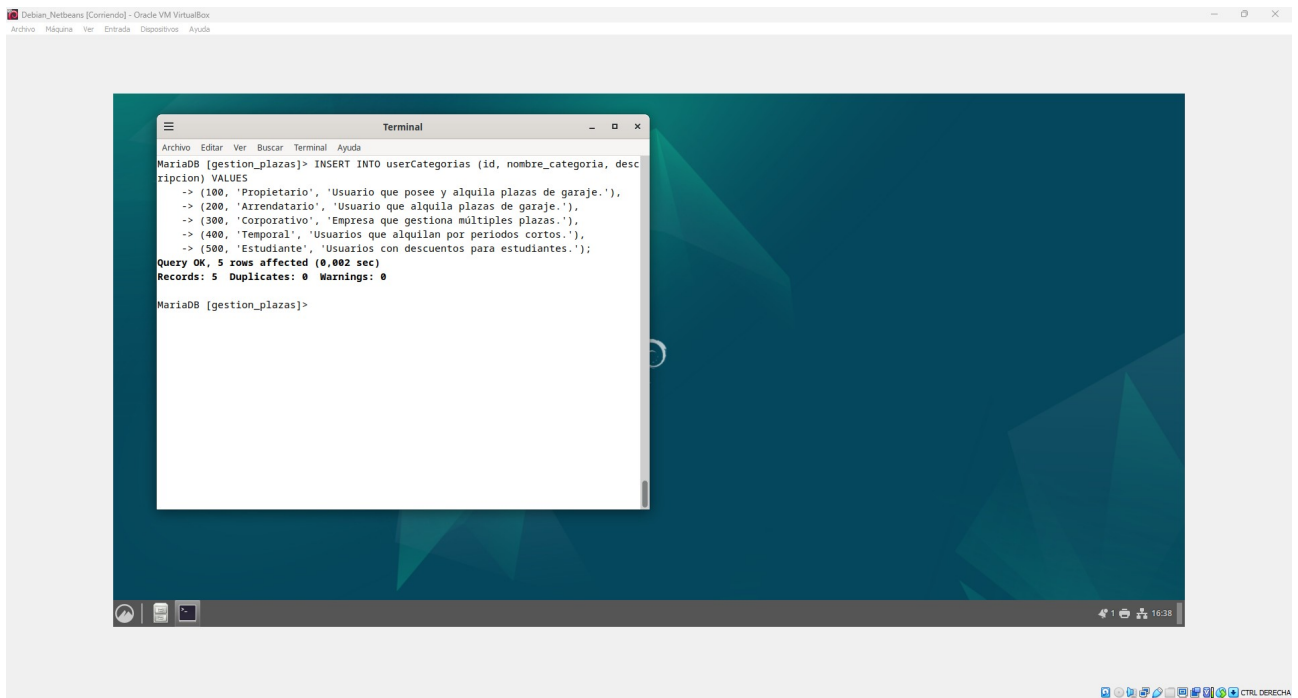 Debian_Netbeans [Corriendo] - Oracle VM VirtualBox
Archivo Máquina Ver Entrada Dispositivos Ayuda
Terminal
Archivo Editar Ver Buscar Terminal Ayuda
MariaDB [gestion_plazas]> INSERT INTO userCategorias (id, nombre_categoria, desc
ripcion) VALUES
-> (100, 'Propietario', 'Usuario que posee y alquila plazas de garaje.'),
-> (200, 'Arrendatario', 'Usuario que alquila plazas de garaje.'),
-> (300, 'Corporativo', 'Empresa que gestiona múltiples plazas.'),
-> (400, 'Temporal', 'Usuarios que alquilan por periodos cortos.'),
-> (500, 'Estudiante', 'Usuarios con descuentos para estudiantes.');
Query OK, 5 rows affected (0,002 sec)
Records: 5 Duplicates: 0 Warnings: 0
MariaDB [gestion_plazas]>
1 16:38
CTRL DERECHA